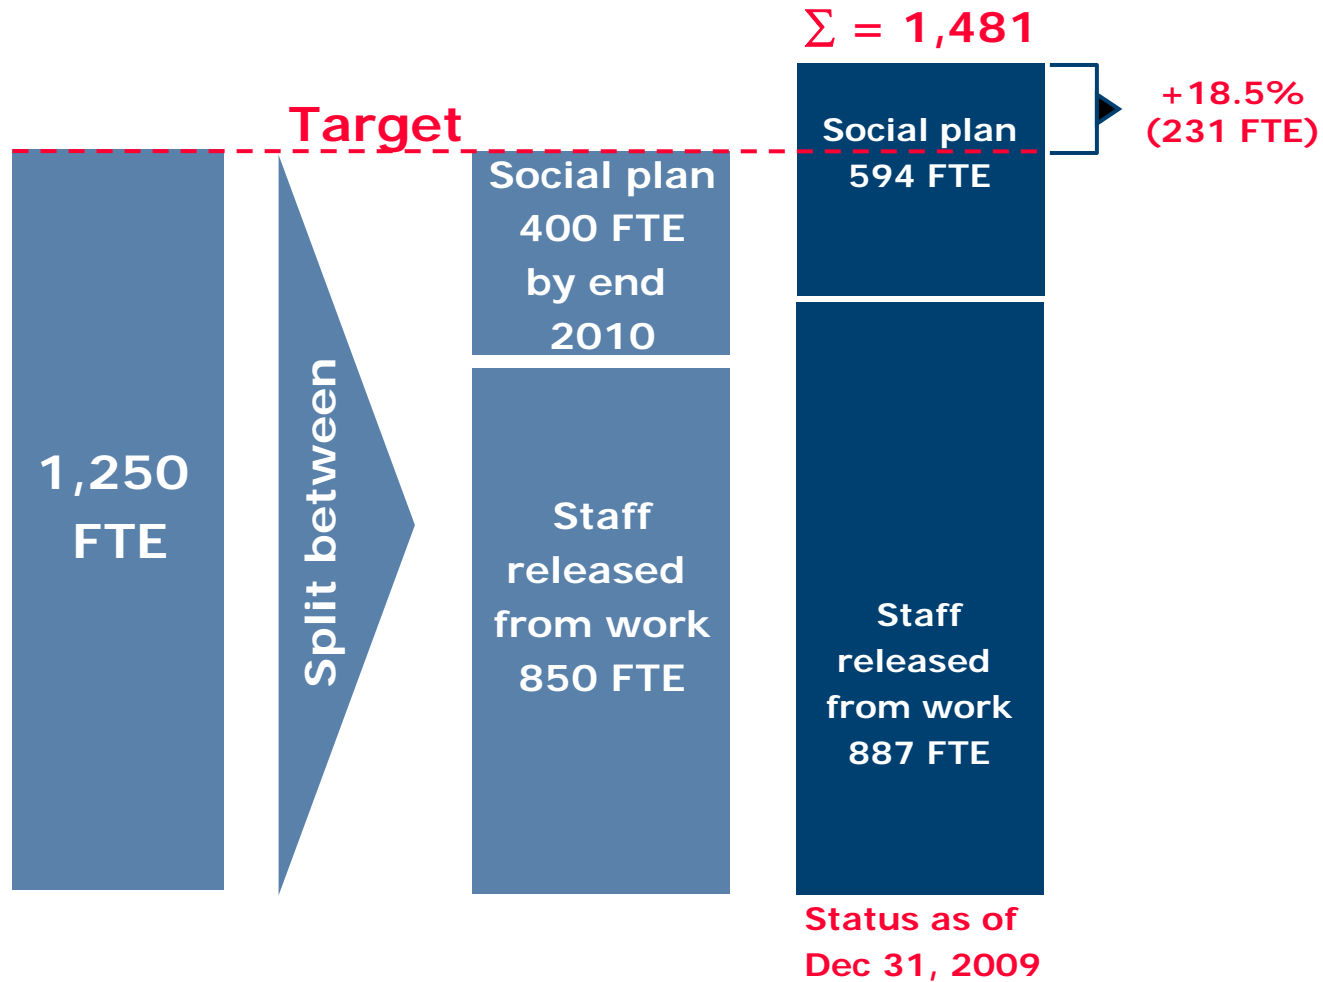 Σ = 1,481
+18.5%
(231 FTE)
Target
1,250
FTE
Split between
Social plan
400 FTE
by end
2010
Staff
released
from work
850 FTE
Social plan
594 FTE
Staff
released
from work
887 FTE
Status as of
Dec 31, 2009